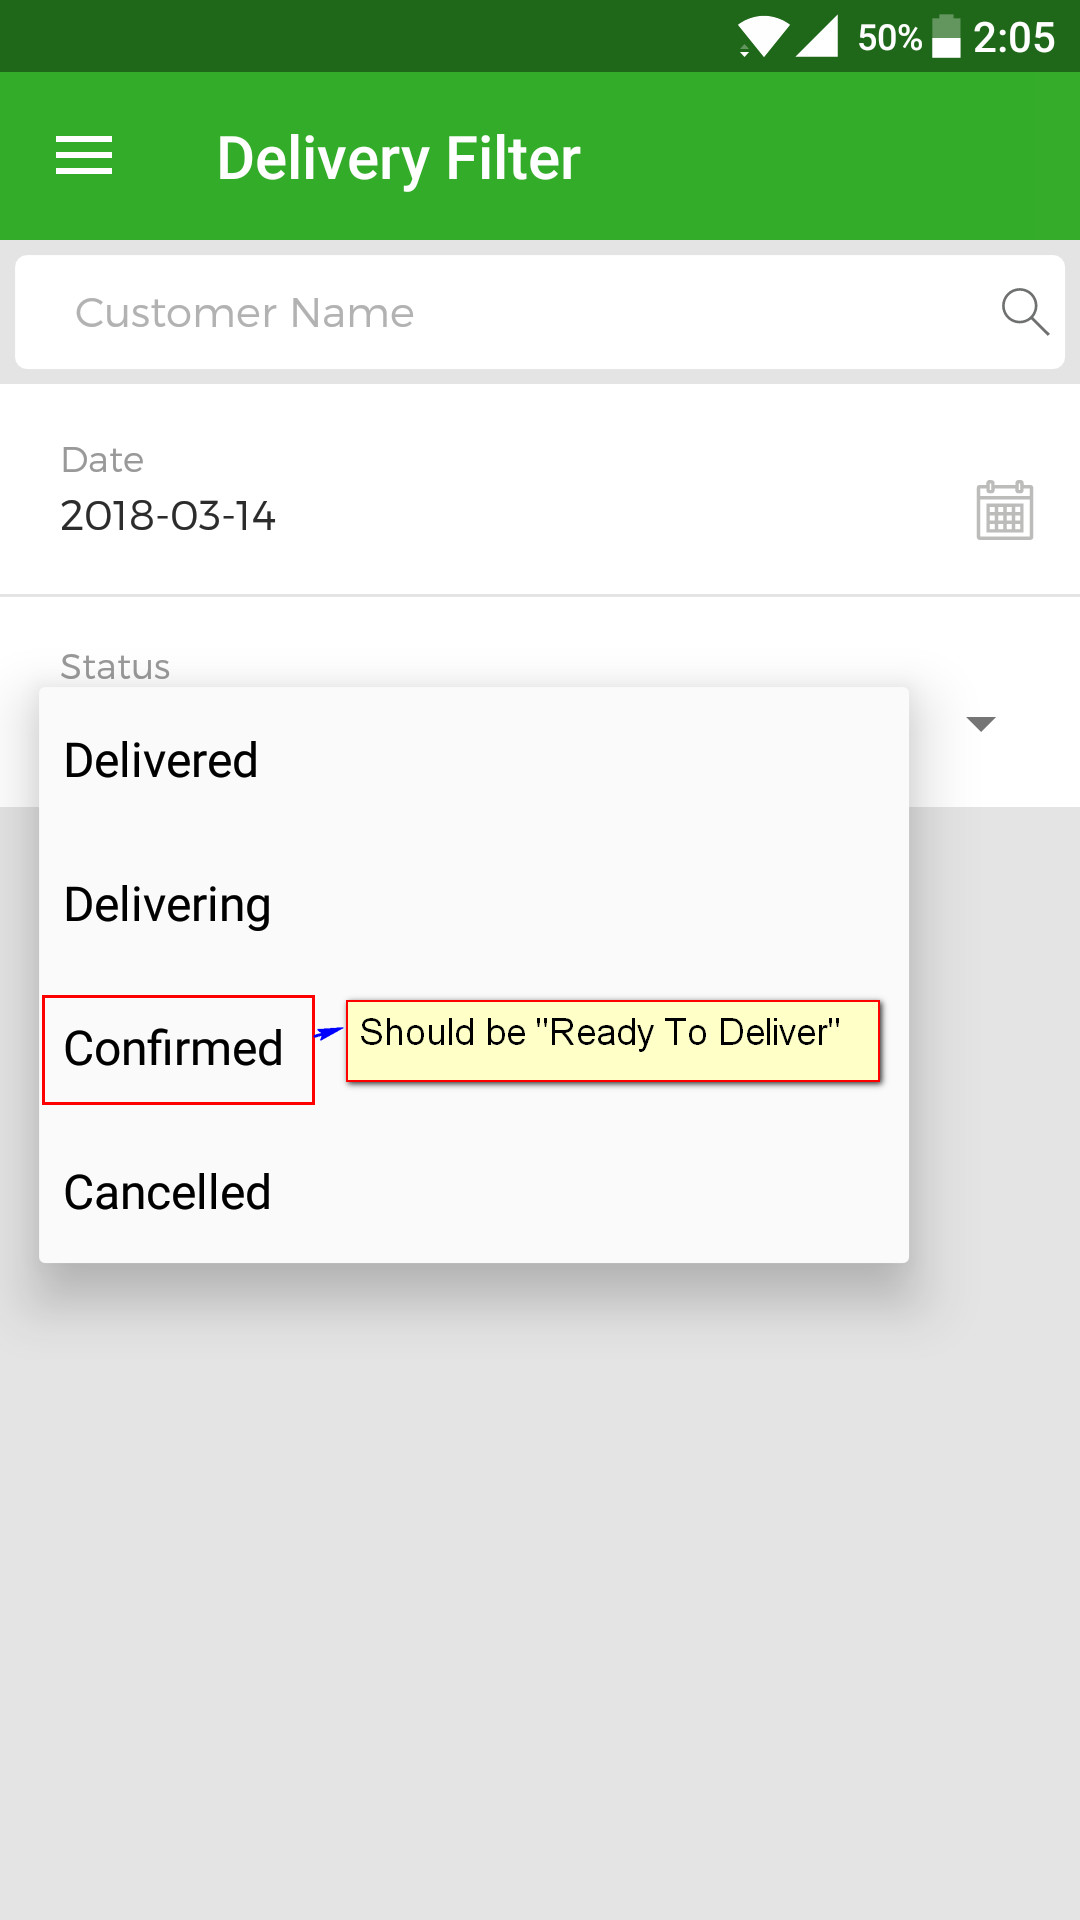 50% 2:05
Delivery Filter
Customer Name
Date
2018-03-14
Status
Delivered
Delivering
Confirmed
Should be "Ready To Deliver"
Cancelled